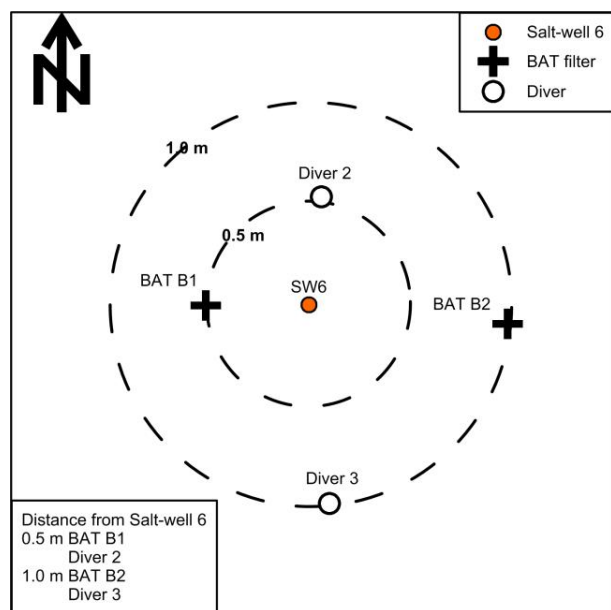 N
Salt-well 6
BAT filter
Diver
1.0 m
Diver 2
0.5 m
BAT B1
SW6
BAT B2
Diver 3
Distance from Salt-well 6
0.5 m BAT B1
Diver 2
1.0 m BAT B2
Diver 3